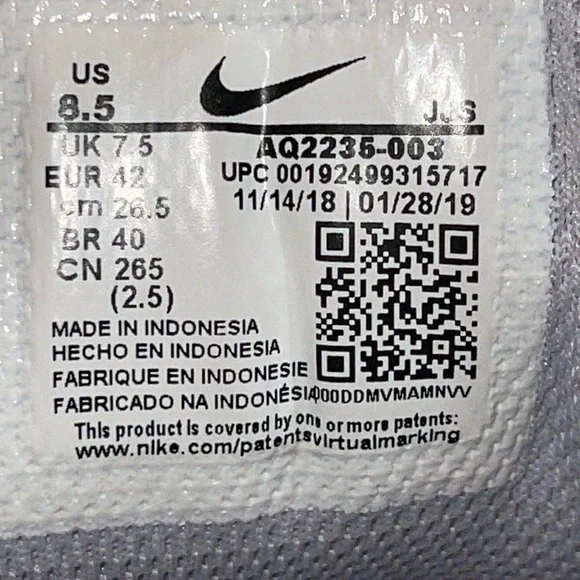 US
8.5 JJS
UK 7.5
EUR 42
cm 26.5
BR 40
CN 265
(2.5)
AQ2235-003
UPC 00192499315717
11/14/18 | 01/28/19
MADE IN INDONESIA
HECHO EN INDONESIA
FABRIQUE EN INDONESIE
FABRICADO NA INDONÉSIA
000DDMVMAMNVV
This product is covered by one or more patents:
www.nike.com/patentsvirtualmarking